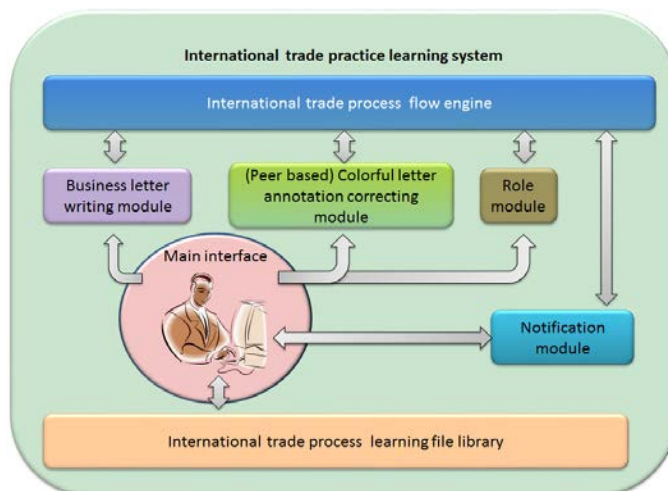 International trade practice learning system
International trade process flow engine
Business letter
writing module
(Peer based) Colorful letter
annotation correcting
module
Role
module
Main interface
Notification
module
International trade process learning file library